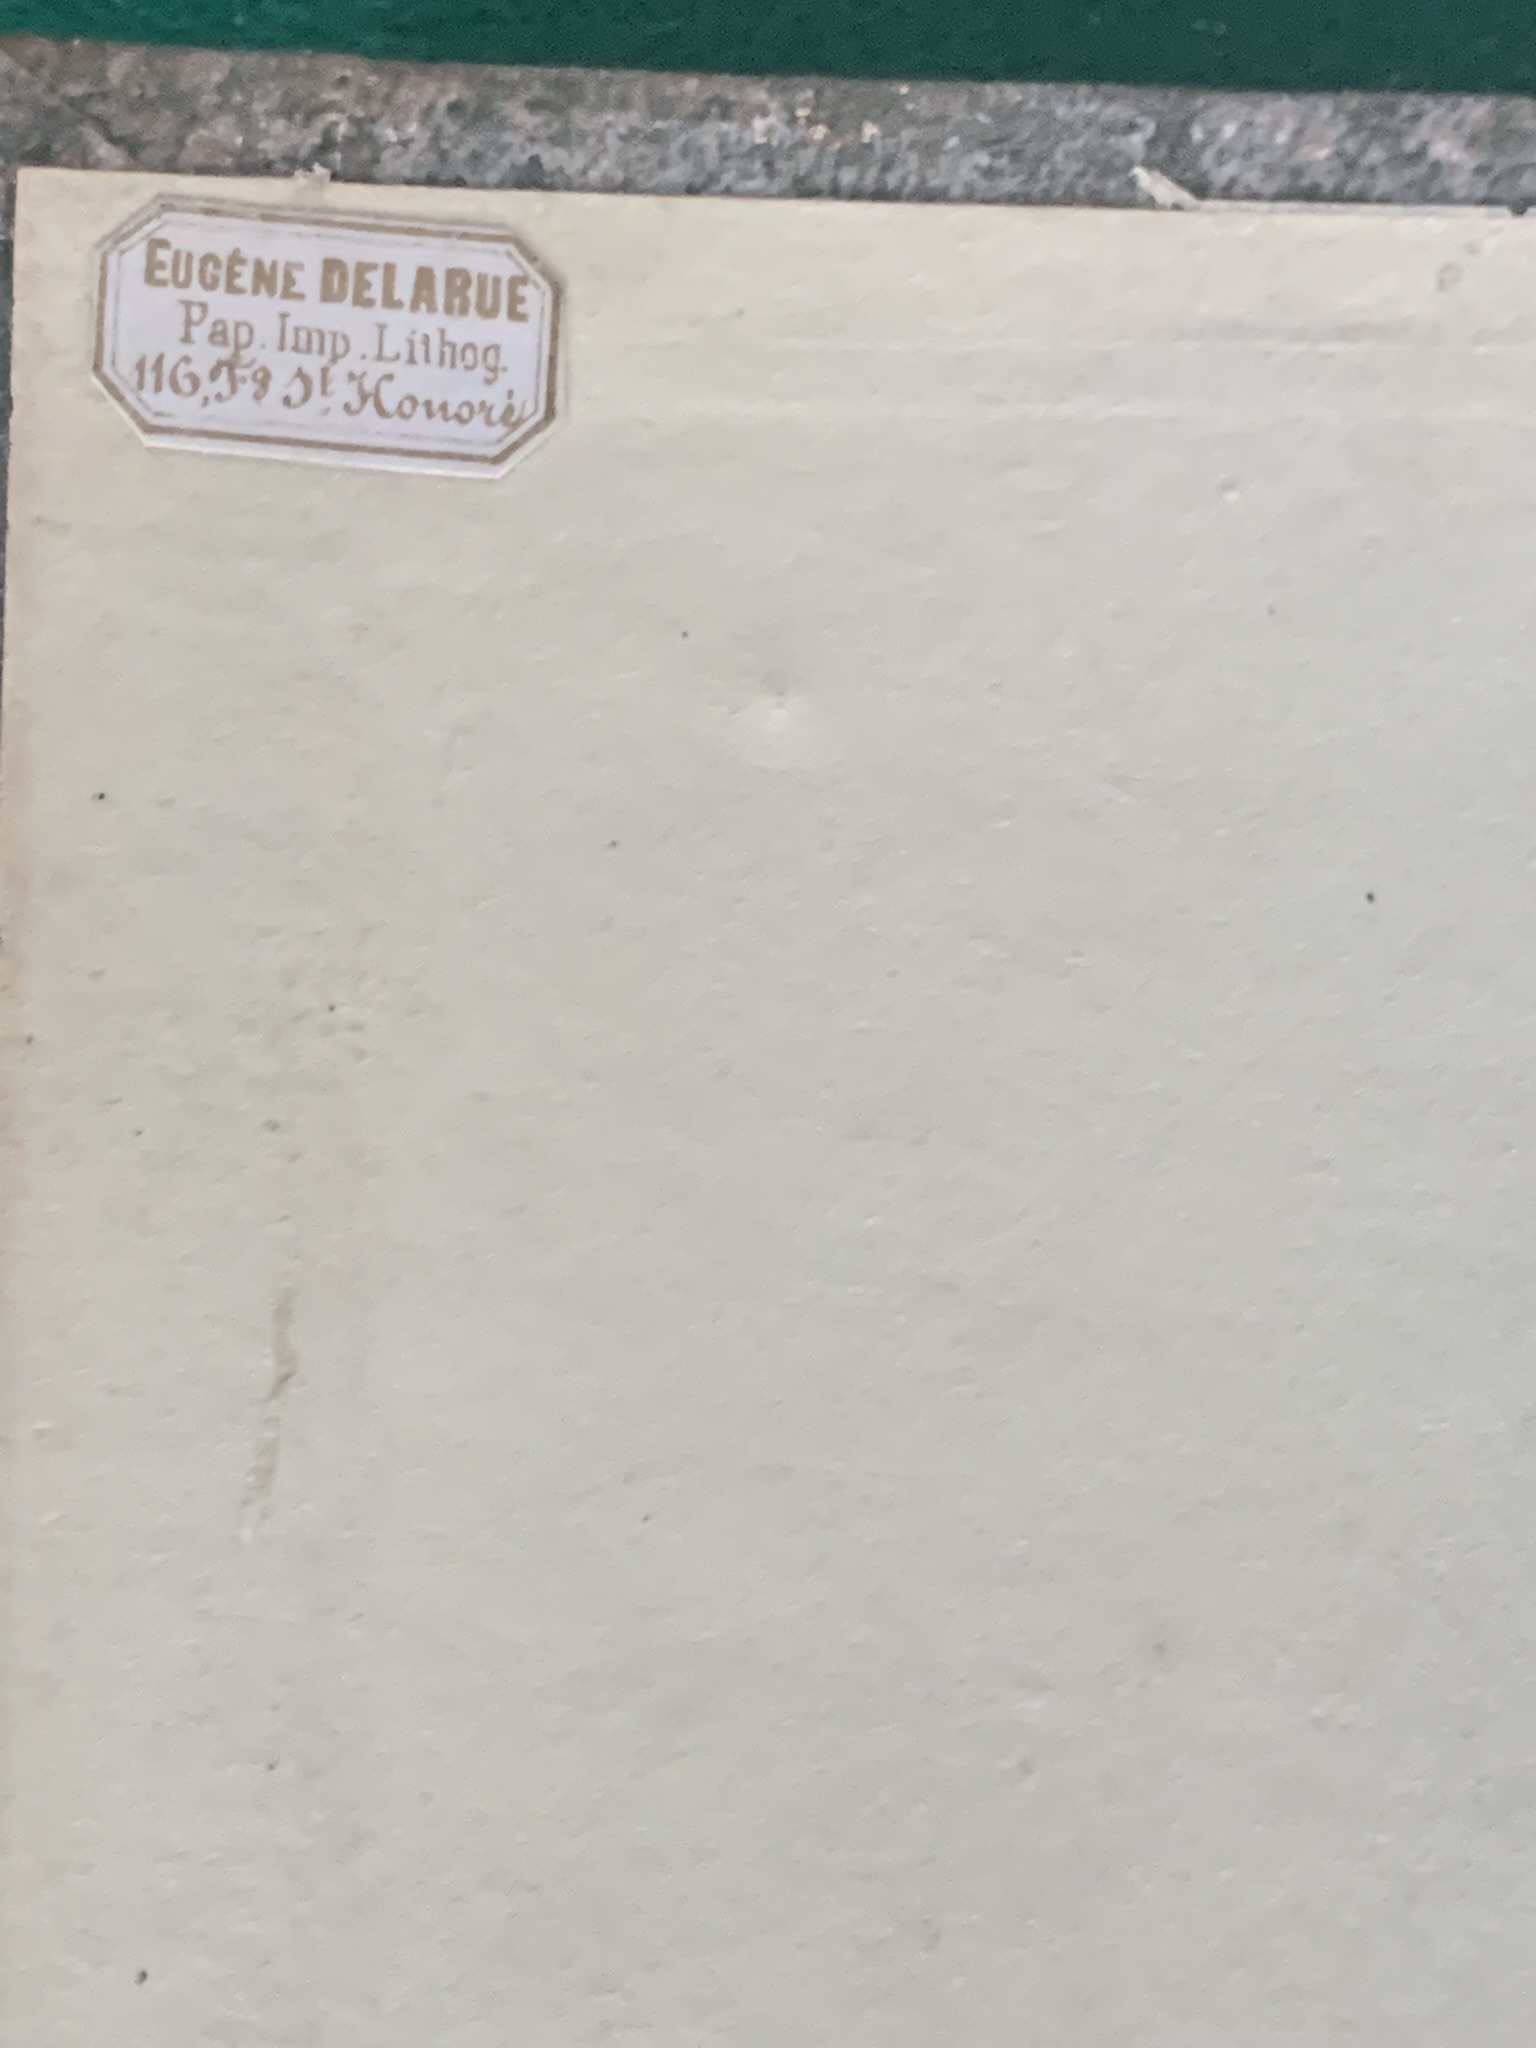 EUGÈNE DELARUE
Pap. Imp. Lithog.
116, Fg St. Honoré